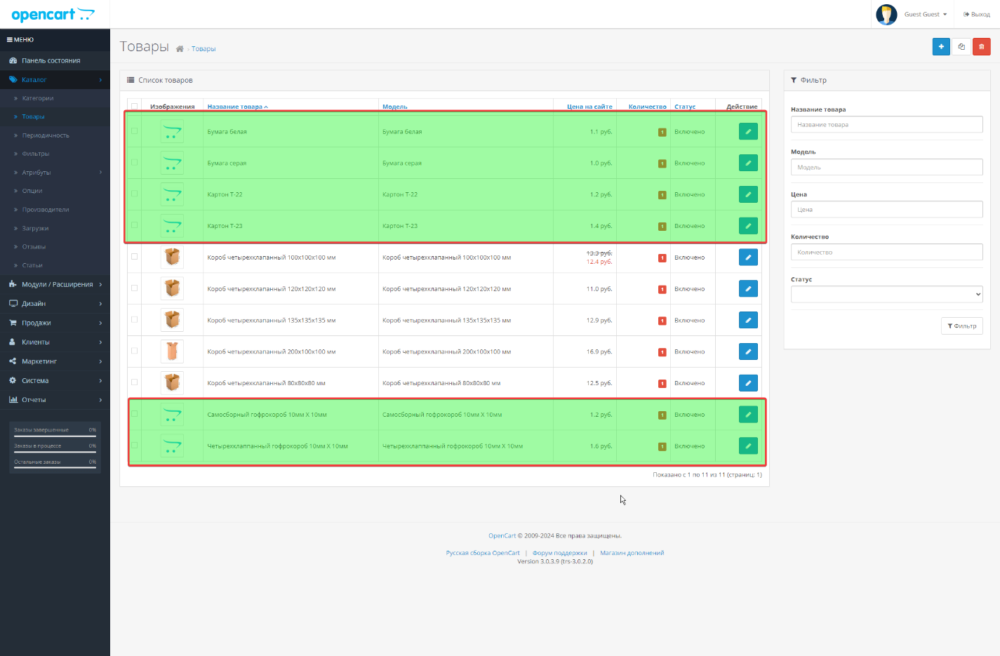 opencart
Guest Guest
Выход
МЕНЮ
Панель состояния
Каталог
Категории
Товары
Периодичность
Фильтры
Атрибуты
Опции
Производители
Загрузки
Отзывы
Статьи
Модули / Расширения
Дизайн
Продажи
Клиенты
Маркетинг
Система
Отчеты
Заказы завершенные 0%
Заказы в процессе 0%
Остальные заказы 0%
Товары
› Товары
Список товаров
Изображения Название товара Модель Цена на сайте Количество Статус Действие
Бумага белая Бумага белая 1.1 руб. 1 Включено
Бумага серая Бумага серая 1.0 руб. 1 Включено
Картон Т-22 Картон Т-22 1.2 руб. 1 Включено
Картон Т-23 Картон Т-23 1.4 руб. 1 Включено
Короб четырехклапанный 100х100х100 мм Короб четырехклапанный 100х100х100 мм 13.3 руб. 1 Включено
12.4 руб.
Короб четырехклапанный 120х120х120 мм Короб четырехклапанный 120х120х120 мм 11.0 руб. 1 Включено
Короб четырехклапанный 135х135х135 мм Короб четырехклапанный 135х135х135 мм 12.9 руб. 1 Включено
Короб четырехклапанный 200х100х100 мм Короб четырехклапанный 200х100х100 мм 16.9 руб. 1 Включено
Короб четырехклапанный 80х80х80 мм Короб четырехклапанный 80х80х80 мм 12.5 руб. 1 Включено
Самосборный гофрокороб 10мм Х 10мм Самосборный гофрокороб 10мм Х 10мм 1.2 руб. 1 Включено
Четырехклаппанный гофрокороб 10мм Х 10мм Четырехклаппанный гофрокороб 10мм Х 10мм 1.6 руб. 1 Включено
Показано с 1 по 11 из 11 (страниц: 1)
Фильтр
Название товара
Название товара
Модель
Модель
Цена
Цена
Количество
Количество
Статус
Фильтр
OpenCart © 2009-2024 Все права защищены.
Русская сборка OpenCart | Форум поддержки | Магазин дополнений
Version 3.0.3.9 (trs-3.0.2.0)